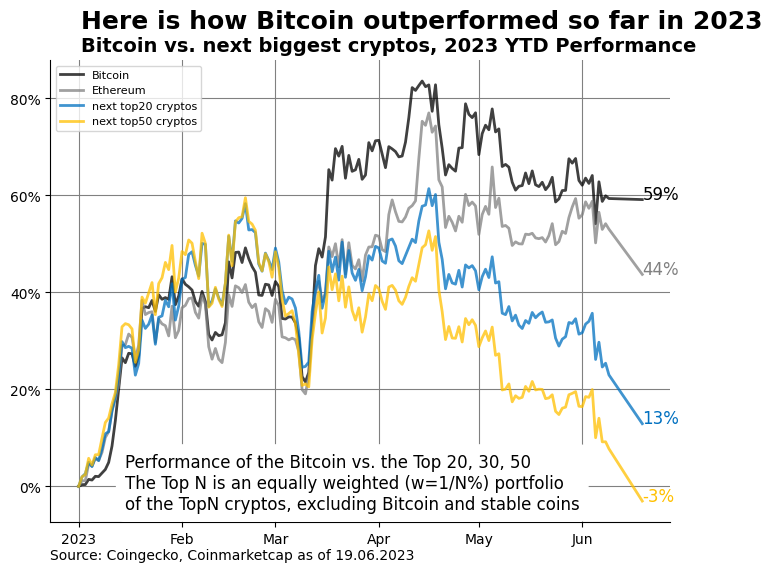 Here is how Bitcoin outperformed so far in 2023
Bitcoin vs. next biggest cryptos, 2023 YTD Performance
Bitcoin
Ethereum
next top20 cryptos
next top50 cryptos
80%
60%
40%
20%
0%
59%
44%
13%
-3%
Performance of the Bitcoin vs. the Top 20, 30, 50
The Top N is an equally weighted (w=1/N%) portfolio
of the TopN cryptos, excluding Bitcoin and stable coins
2023
Feb
Mar
Apr
May
Jun
Source: Coingecko, Coinmarketcap as of 19.06.2023